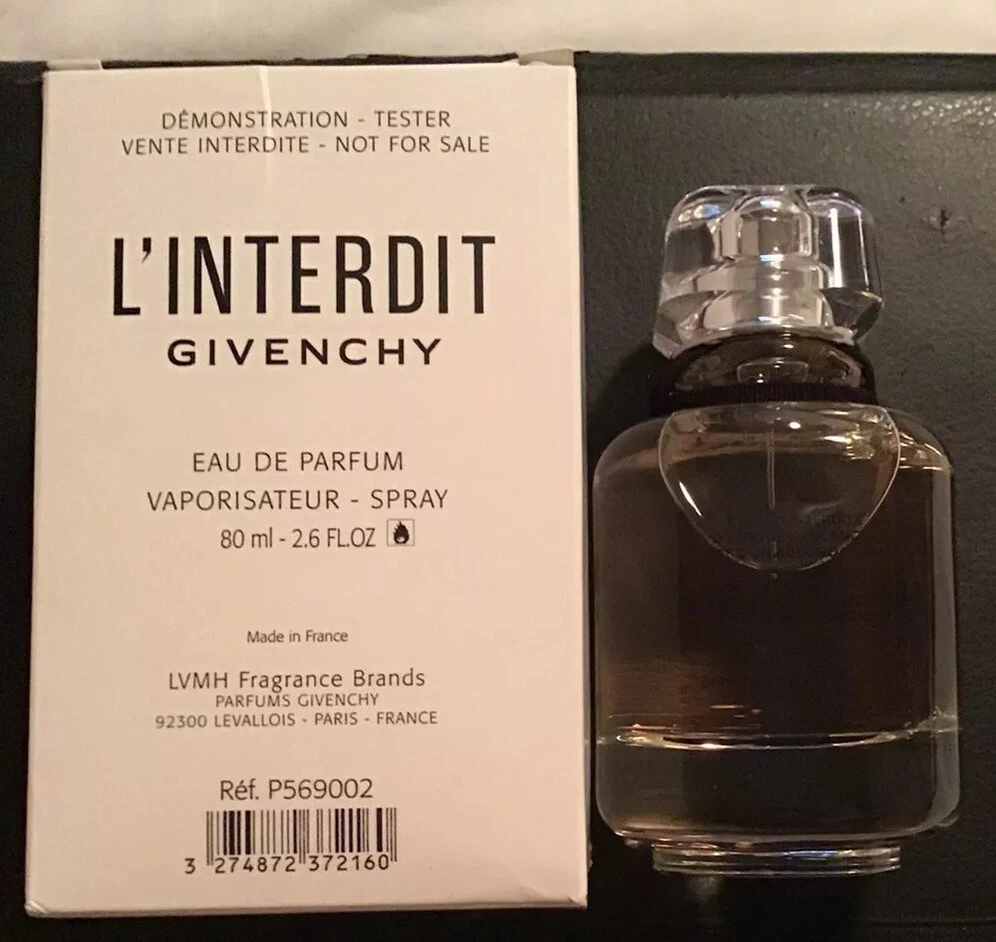 DÉMONSTRATION - TESTER
VENTE INTERDITE - NOT FOR SALE
L'INTERDIT
GIVENCHY
EAU DE PARFUM
VAPORISATEUR - SPRAY
80 ml - 2.6 FL.OZ
Made in France
LVMH Fragrance Brands
PARFUMS GIVENCHY
92300 LEVALLOIS - PARIS - FRANCE
Réf. P569002
3 274872 372160